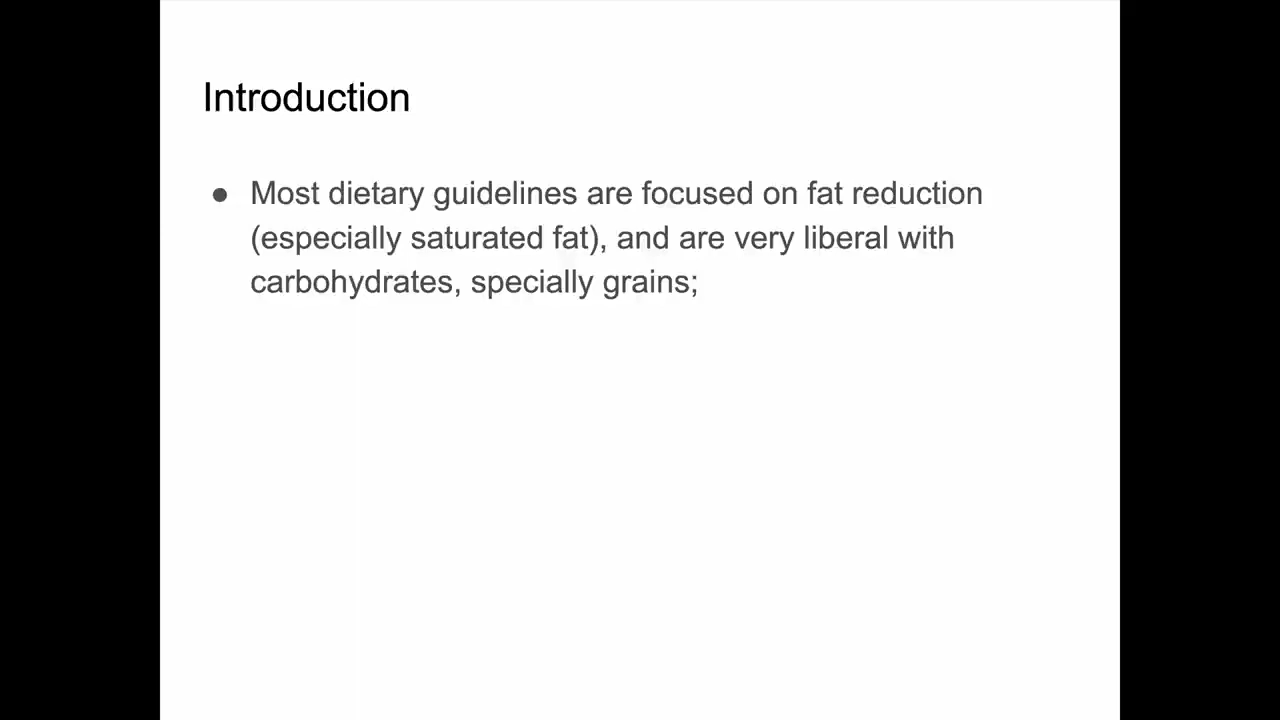 Introduction
● Most dietary guidelines are focused on fat reduction
(especially saturated fat), and are very liberal with
carbohydrates, specially grains;